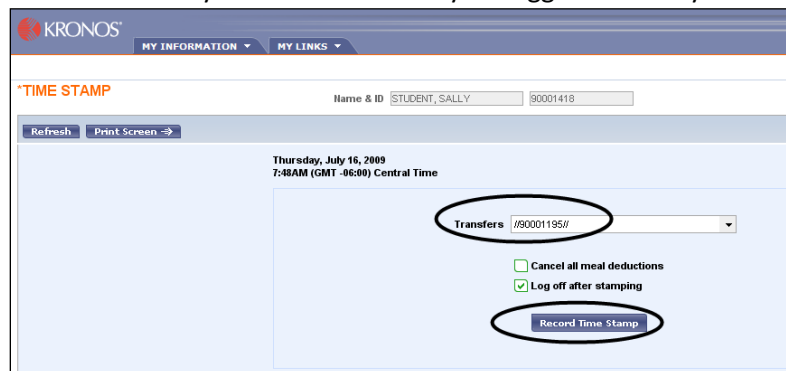 KRONOS®
MY INFORMATION MY LINKS
*TIME STAMP
Name & ID STUDENT, SALLY 90001418
Refresh Print Screen
Thursday, July 16, 2009
7:48AM (GMT -06:00) Central Time
Transfers //90001195//
Cancel all meal deductions
Log off after stamping
Record Time Stamp